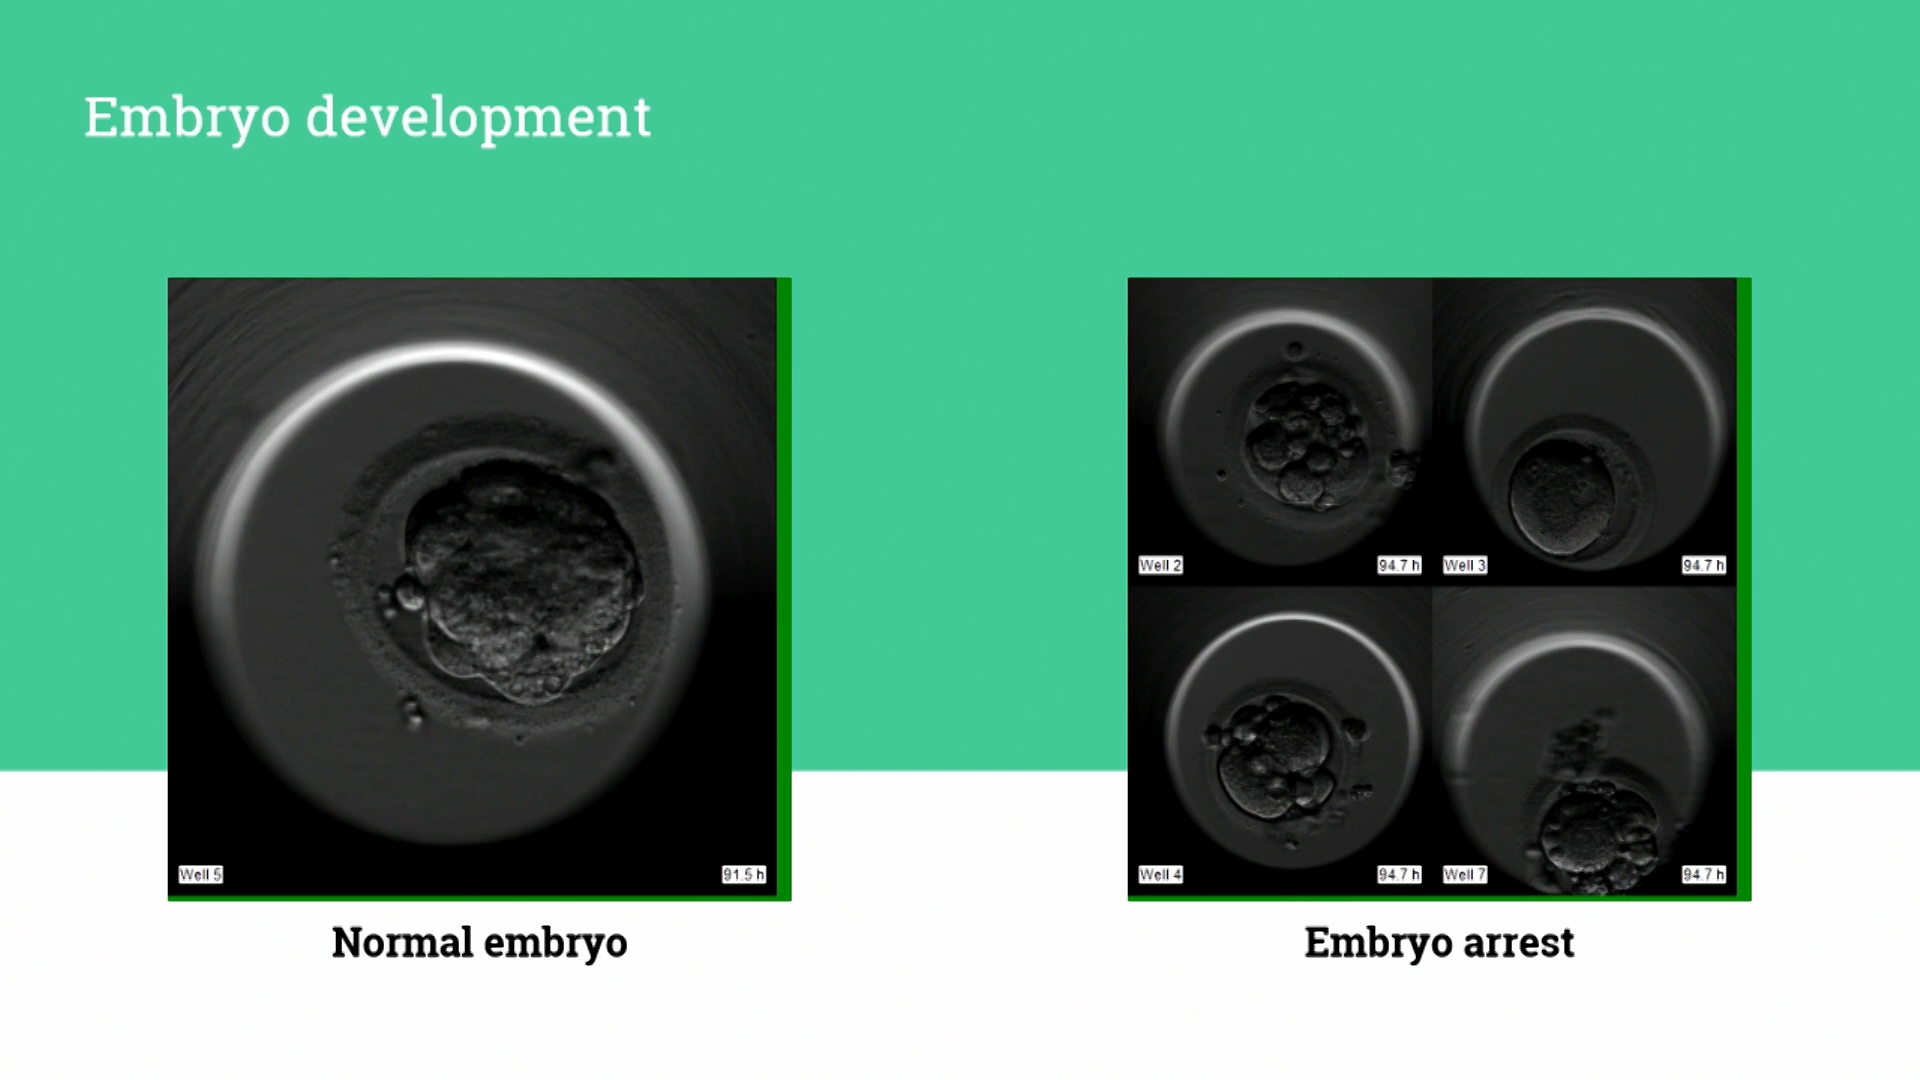 Embryo development
Well 5
91.5 h
Normal embryo
Well 2
94.7 h
Well 3
94.7 h
Well 4
94.7 h
Well 7
94.7 h
Embryo arrest